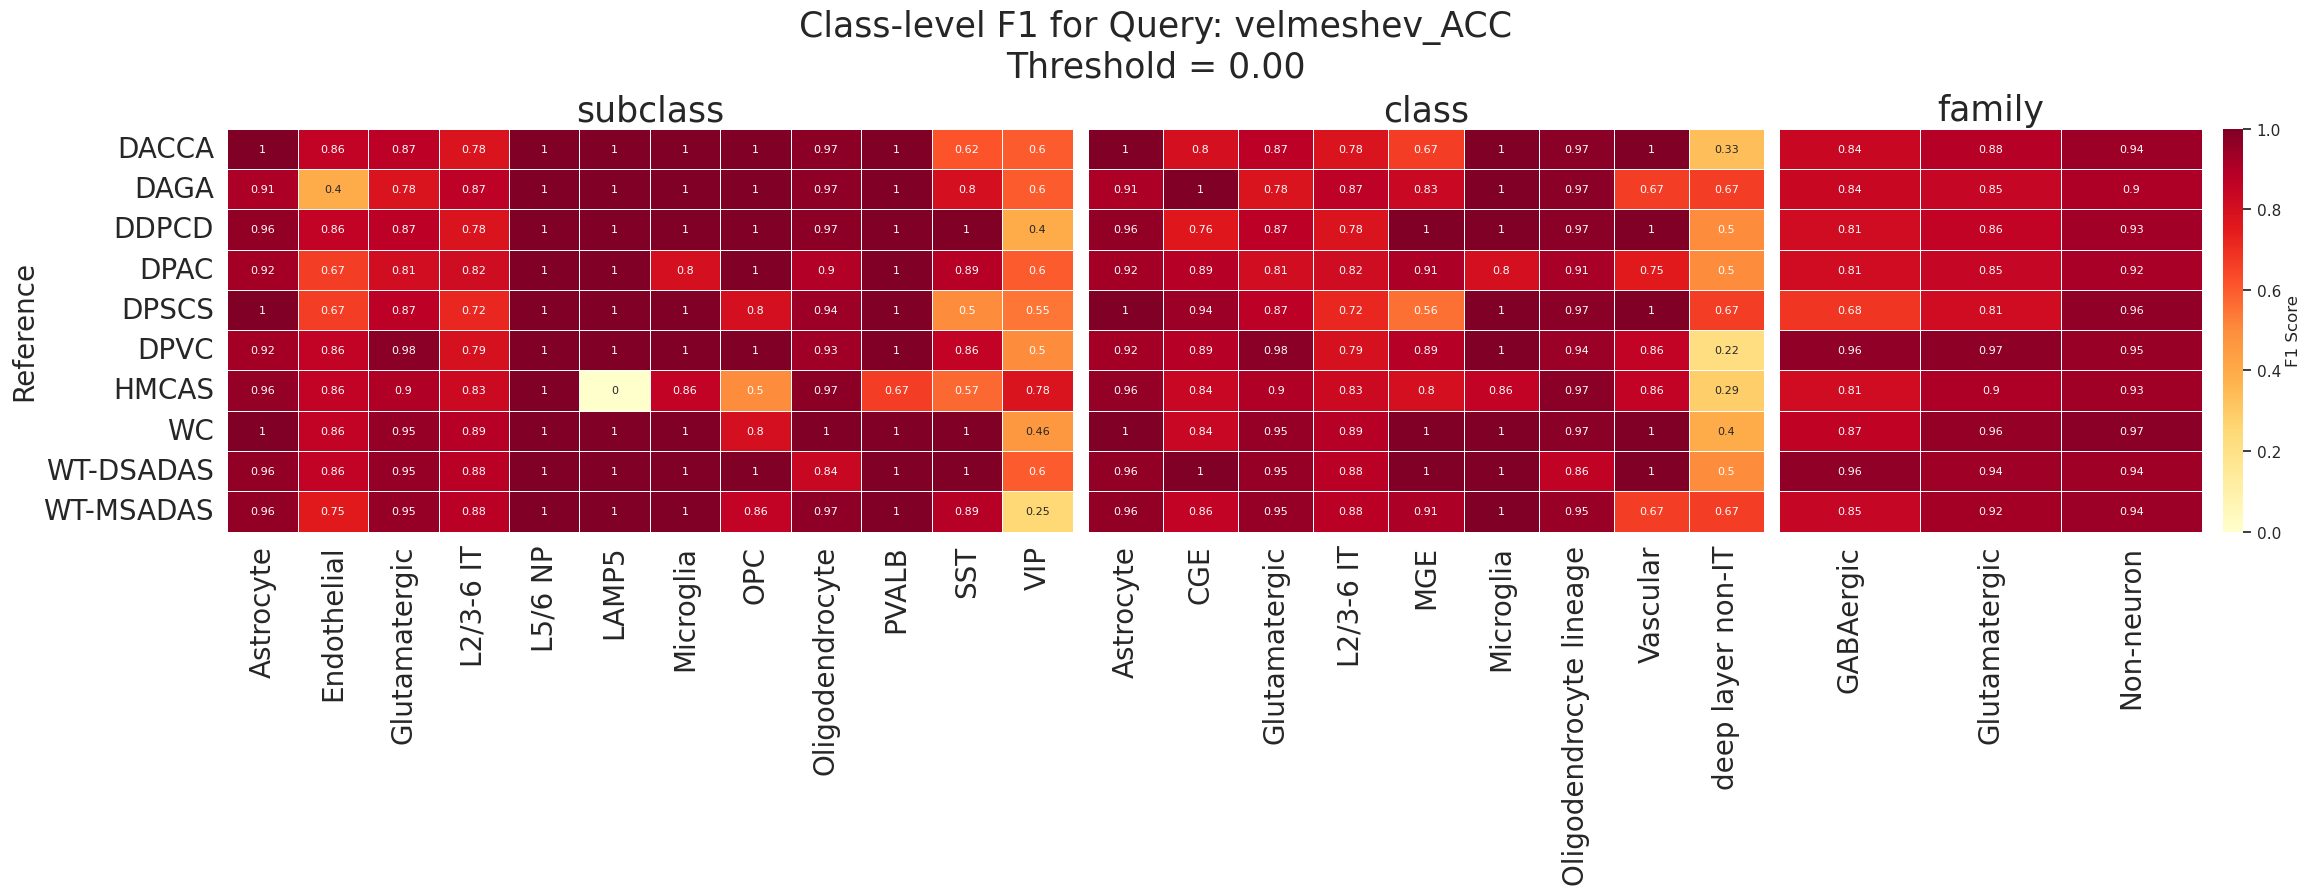 Class-level F1 for Query: velmeshev_ACC
Threshold = 0.00
subclass class family
Reference
DACCA 1 0.86 0.87 0.78 1 1 1 1 0.97 1 0.62 0.6 1 0.8 0.87 0.78 0.67 1 0.97 1 0.33 0.84 0.88 0.94
DAGA 0.91 0.4 0.78 0.87 1 1 1 1 0.97 1 0.8 0.6 0.91 1 0.78 0.87 0.83 1 0.97 0.67 0.67 0.84 0.85 0.9
DDPCD 0.96 0.86 0.87 0.78 1 1 1 1 0.97 1 1 0.4 0.96 0.76 0.87 0.78 1 1 0.97 1 0.5 0.81 0.86 0.93
DPAC 0.92 0.67 0.81 0.82 1 1 0.8 1 0.9 1 0.89 0.6 0.92 0.89 0.81 0.82 0.91 0.8 0.91 0.75 0.5 0.81 0.85 0.92
DPSCS 1 0.67 0.87 0.72 1 1 1 0.8 0.94 1 0.5 0.55 1 0.94 0.87 0.72 0.56 1 0.97 1 0.67 0.68 0.81 0.96
DPVC 0.92 0.86 0.98 0.79 1 1 1 1 0.93 1 0.86 0.5 0.92 0.89 0.98 0.79 0.89 1 0.94 0.86 0.22 0.96 0.97 0.95
HMCAS 0.96 0.86 0.9 0.83 1 0 0.86 0.5 0.97 0.67 0.57 0.78 0.96 0.84 0.9 0.83 0.8 0.86 0.97 0.86 0.29 0.81 0.9 0.93
WC 1 0.86 0.95 0.89 1 1 1 0.8 1 1 1 0.46 1 0.84 0.95 0.89 1 1 0.97 1 0.4 0.87 0.96 0.97
WT-DSADAS 0.96 0.86 0.95 0.88 1 1 1 1 0.84 1 1 0.6 0.96 1 0.95 0.88 1 1 0.86 1 0.5 0.96 0.94 0.94
WT-MSADAS 0.96 0.75 0.95 0.88 1 1 1 0.86 0.97 1 0.89 0.25 0.96 0.86 0.95 0.88 0.91 1 0.95 0.67 0.67 0.85 0.92 0.94
Astrocyte
Endothelial
Glutamatergic
L2/3-6 IT
L5/6 NP
LAMP5
Microglia
OPC
Oligodendrocyte
PVALB
SST
VIP
Astrocyte
CGE
Glutamatergic
L2/3-6 IT
MGE
Microglia
Oligodendrocyte lineage
Vascular
deep layer non-IT
GABAergic
Glutamatergic
Non-neuron
1.0
0.8
0.6
0.4
0.2
0.0
F1 Score